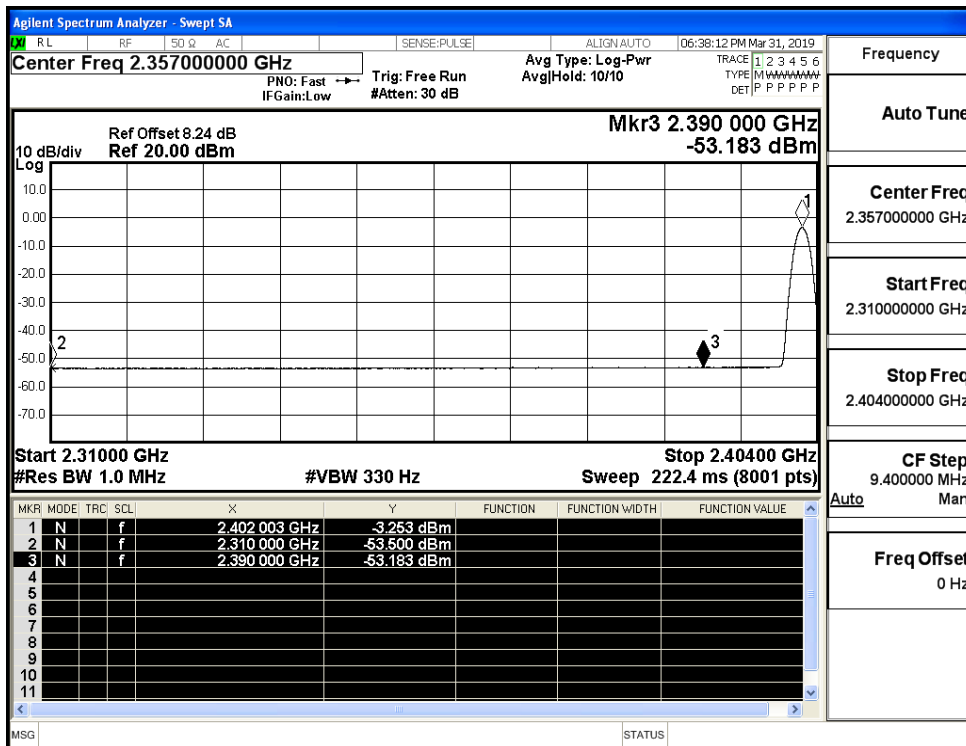 Agilent Spectrum Analyzer - Swept SA
LXI RL RF 50 Ω AC SENSE:PULSE ALIGN AUTO 06:38:12 PM Mar 31, 2019
Center Freq 2.357000000 GHz
PNO: Fast
IFGain:Low
Trig: Free Run
#Atten: 30 dB
Avg Type: Log-Pwr
Avg|Hold: 10/10
TRACE 1 2 3 4 5 6
TYPE M
DET P P P P P P
Ref Offset 8.24 dB
10 dB/div Ref 20.00 dBm
Log
Mkr3 2.390 000 GHz
-53.183 dBm
10.0
0.00
-10.0
-20.0
-30.0
-40.0
-50.0
-60.0
-70.0
1
2
3
Start 2.31000 GHz Stop 2.40400 GHz
#Res BW 1.0 MHz #VBW 330 Hz Sweep 222.4 ms (8001 pts)
MKR MODE TRC SCL X Y FUNCTION FUNCTION WIDTH FUNCTION VALUE
1 N f 2.402 003 GHz -3.253 dBm
2 N f 2.310 000 GHz -53.500 dBm
3 N f 2.390 000 GHz -53.183 dBm
4
5
6
7
8
9
10
11
MSG STATUS
Frequency
Auto Tune
Center Freq
2.357000000 GHz
Start Freq
2.310000000 GHz
Stop Freq
2.404000000 GHz
CF Step
9.400000 MHz
Auto Man
Freq Offset
0 Hz